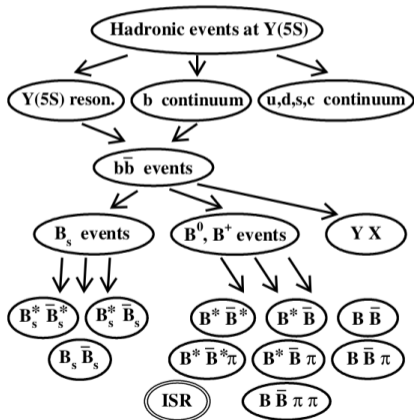 Hadronic events at Υ(5S)
Υ(5S) reson. b continuum u,d,s,c continuum
bb̅ events
Bₛ events B⁰, B⁺ events Υ X
Bₛ* B̅ₛ* Bₛ* B̅ₛ B* B̅* B* B̅ B B̅
Bₛ B̅ₛ B* B̅*π B* B̅ π B B̅ π
ISR B B̅ π π